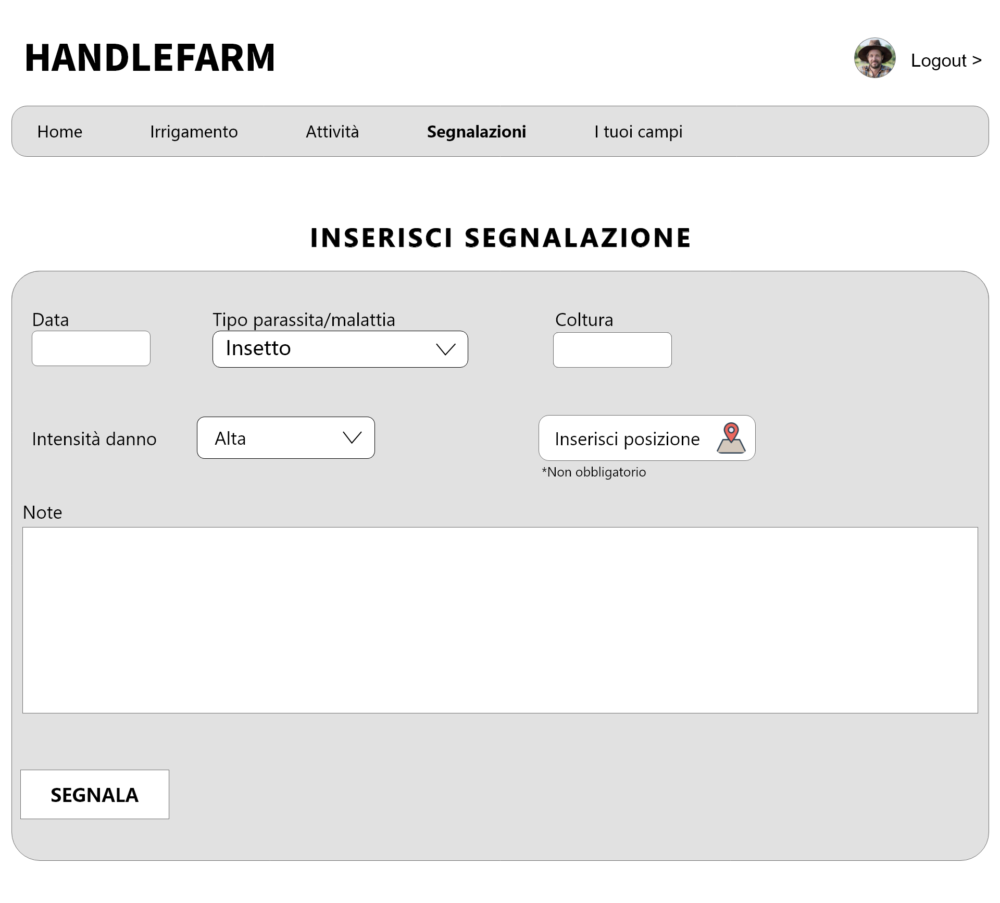 HANDLEFARM
Logout >
Home Irrigamento Attività Segnalazioni I tuoi campi
INSERISCI SEGNALAZIONE
Data Tipo parassita/malattia Coltura
Insetto
Intensità danno Alta Inserisci posizione
*Non obbligatorio
Note
SEGNALA